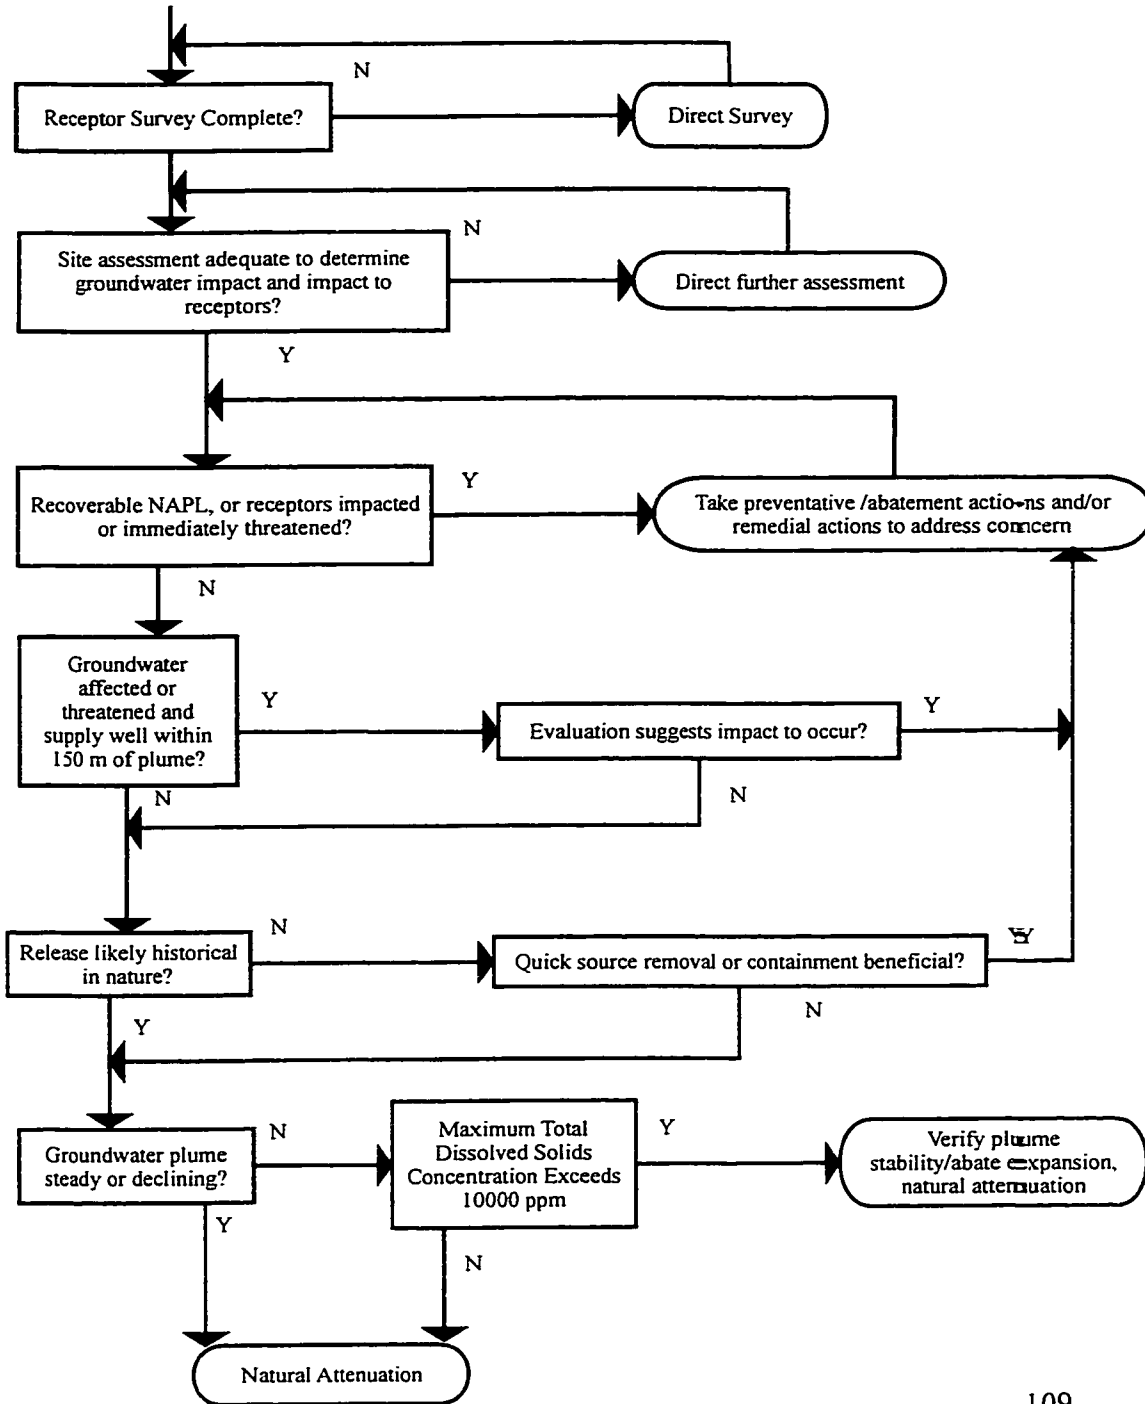 N
Receptor Survey Complete?
Direct Survey
N
Site assessment adequate to determine
groundwater impact and impact to
receptors?
Direct further assessment
Y
Recoverable NAPL, or receptors impacted
or immediately threatened?
Y
Take preventative /abatement actions and/or
remedial actions to address concern
N
Groundwater
affected or
threatened and
supply well within
150 m of plume?
Y
Evaluation suggests impact to occur?
Y
N
N
Release likely historical
in nature?
N
Quick source removal or containment beneficial?
Y
N
Y
Groundwater plume
steady or declining?
N
Maximum Total
Dissolved Solids
Concentration Exceeds
10000 ppm
Y
Verify plume
stability/abate expansion,
natural attenuation
Y
N
Natural Attenuation
109